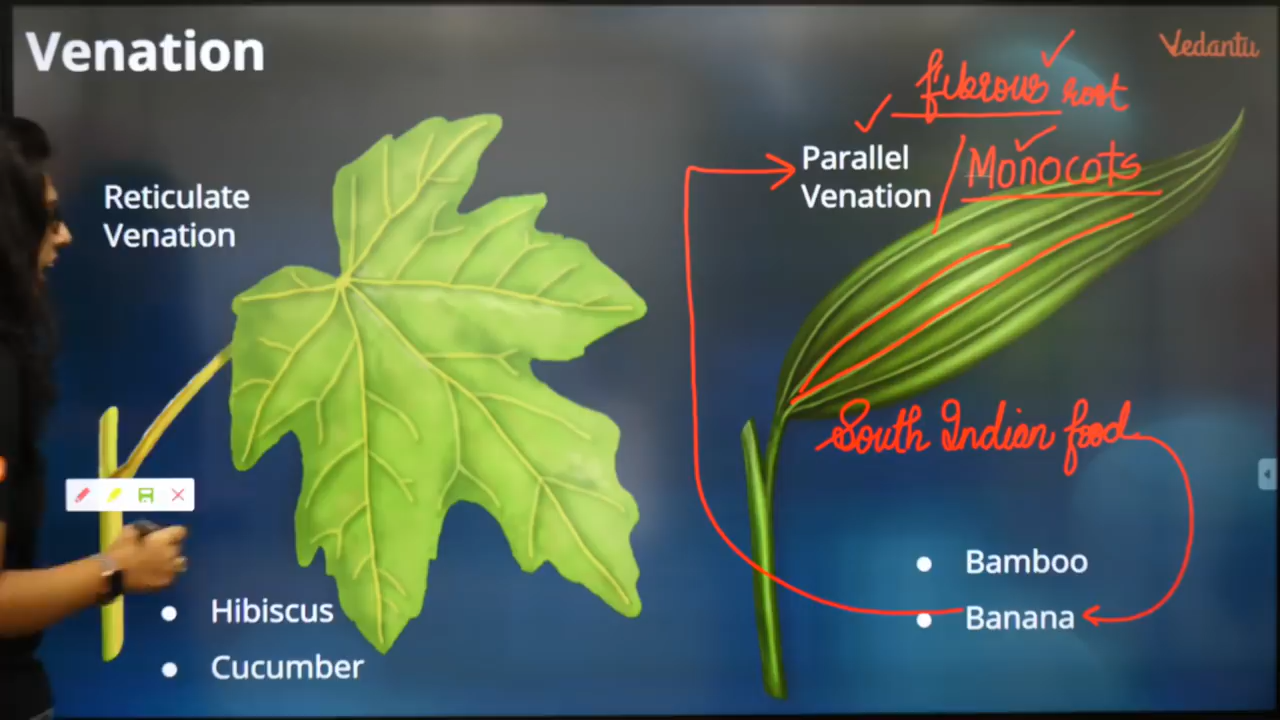 Venation
Vedantu
fibrous root
Reticulate
Venation
Parallel
Venation
/ Monocots
South Indian food
Hibiscus
Cucumber
Bamboo
Banana